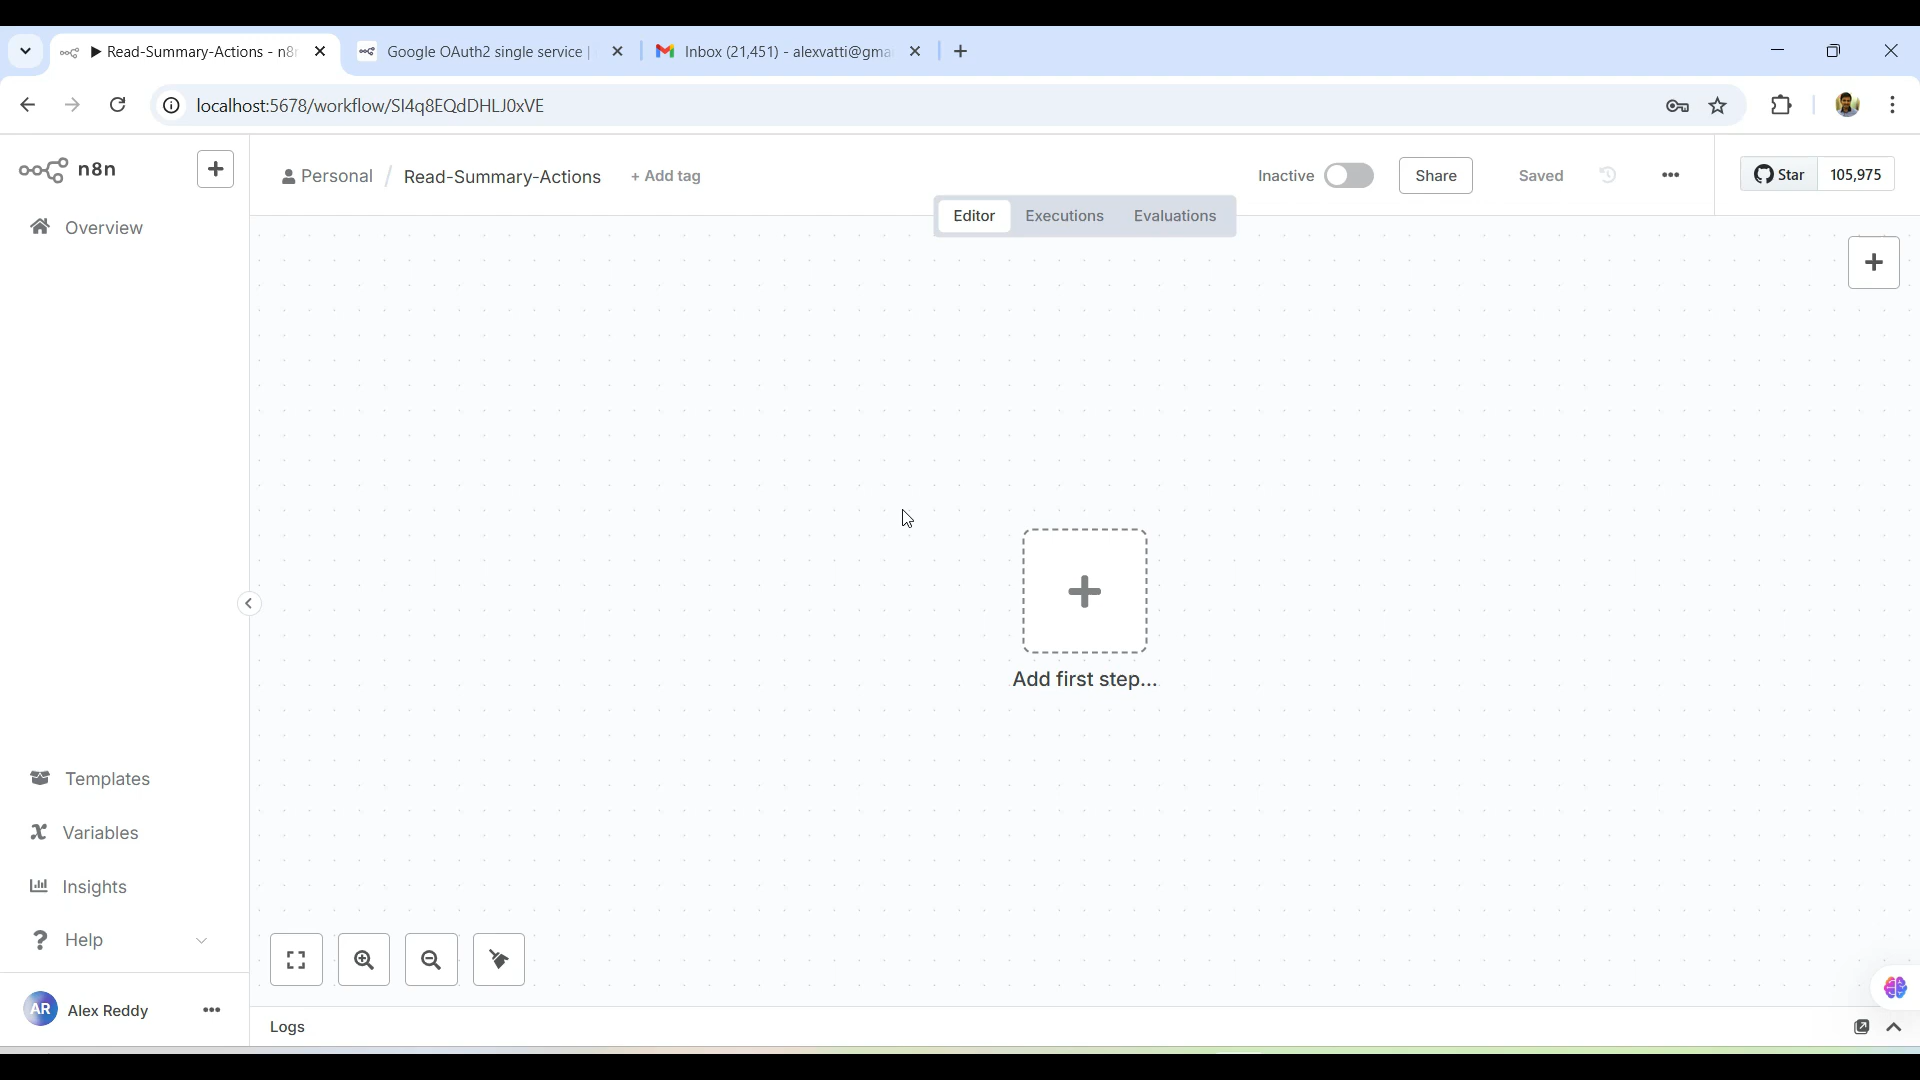 Read-Summary-Actions - n8
Google OAuth2 single service |
Inbox (21,451) - alexvatti@gma
localhost:5678/workflow/SI4q8EQdDHLJ0xVE
n8n
Personal / Read-Summary-Actions + Add tag
Inactive
Share
Saved
Star 105,975
Editor Executions Evaluations
Overview
Add first step...
Templates
Variables
Insights
? Help
AR Alex Reddy
Logs